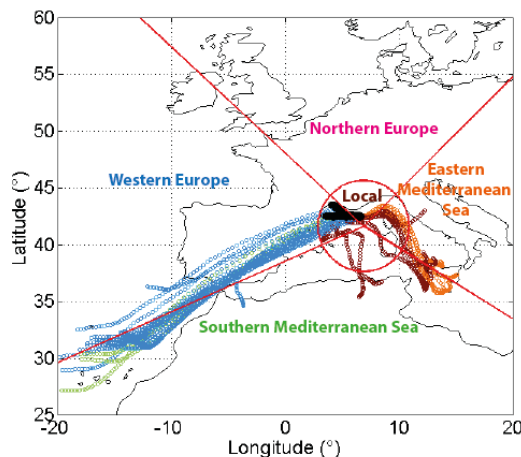 60
55
50
45
40
35
30
25
Latitude (°)
Northern Europe
Western Europe
Eastern
Mediterranean
Sea
Local
Southern Mediterranean Sea
-20
-10
0
10
20
Longitude (°)